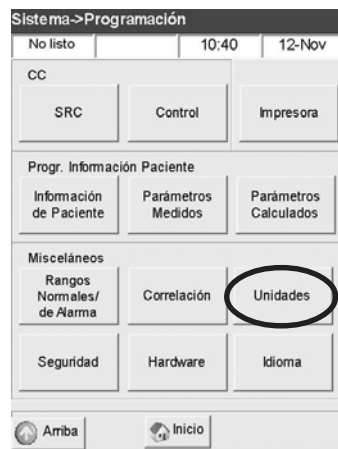 Sistema->Programación
No listo 10:40 12-Nov
CC
SRC Control Impresora
Progr. Información Paciente
Información de Paciente Parámetros Medidos Parámetros Calculados
Misceláneos
Rangos Normales/ de Alarma Correlación Unidades
Seguridad Hardware Idioma
Arriba Inicio